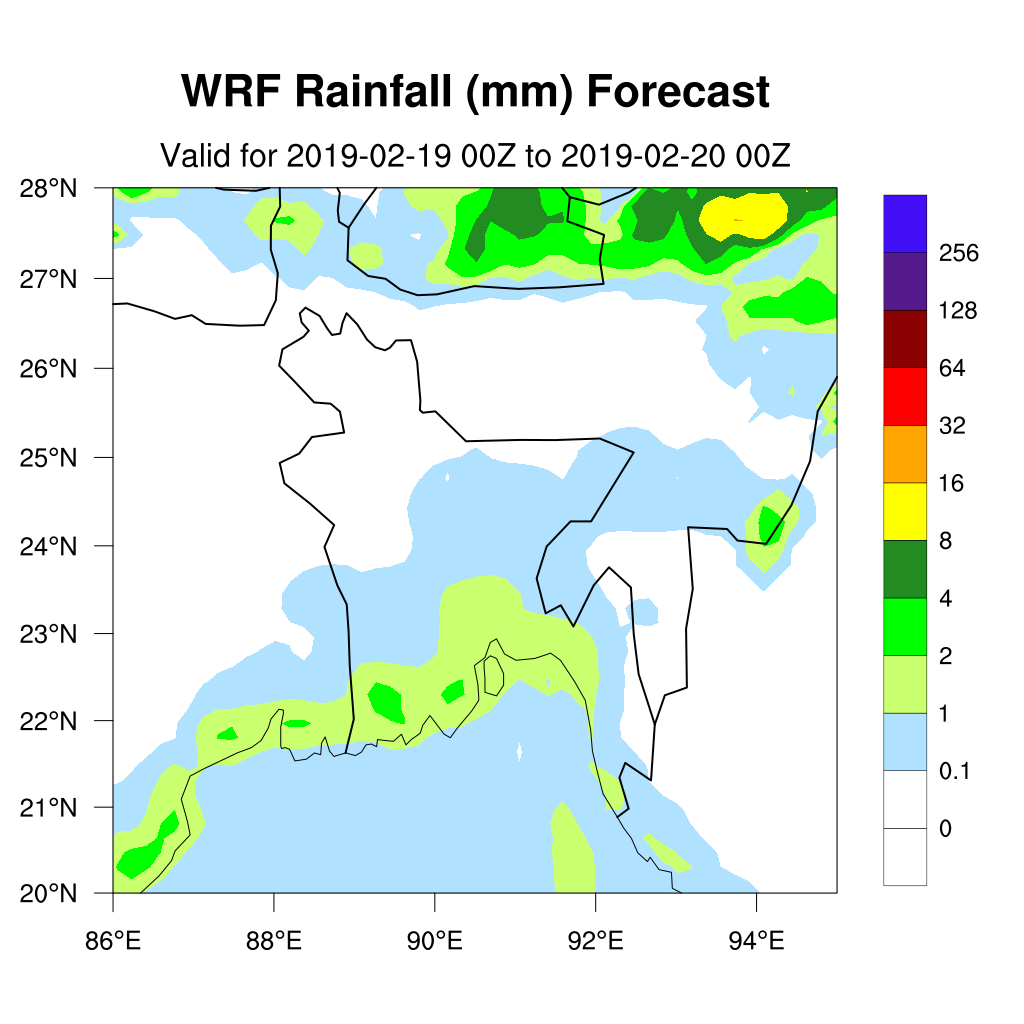 WRF Rainfall (mm) Forecast
Valid for 2019-02-19 00Z to 2019-02-20 00Z
28°N
27°N
26°N
25°N
24°N
23°N
22°N
21°N
20°N
86°E 88°E 90°E 92°E 94°E
256
128
64
32
16
8
4
2
1
0.1
0